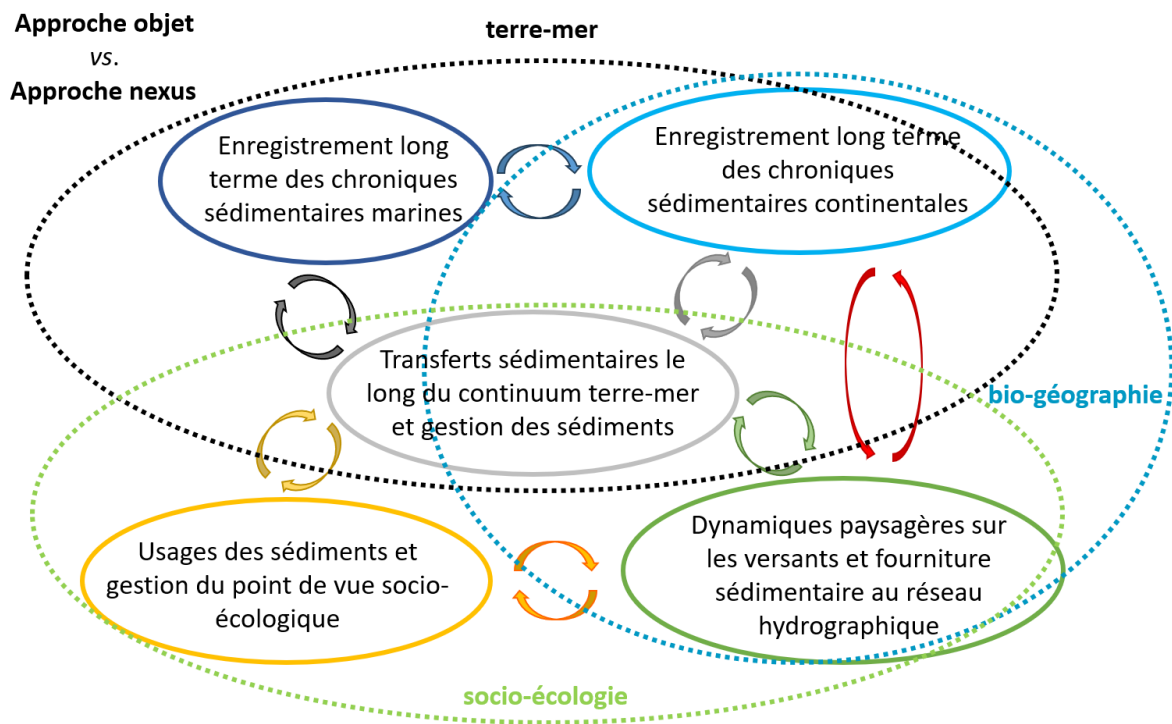 Approche objet
vs.
Approche nexus
terre-mer
Enregistrement long
terme des chroniques
sédimentaires marines
Enregistrement long terme
des chroniques
sédimentaires continentales
Transferts sédimentaires le
long du continuum terre-mer
et gestion des sédiments
bio-géographie
Usages des sédiments et
gestion du point de vue socio-
écologique
Dynamiques paysagères sur
les versants et fourniture
sédimentaire au réseau
hydrographique
socio-écologie